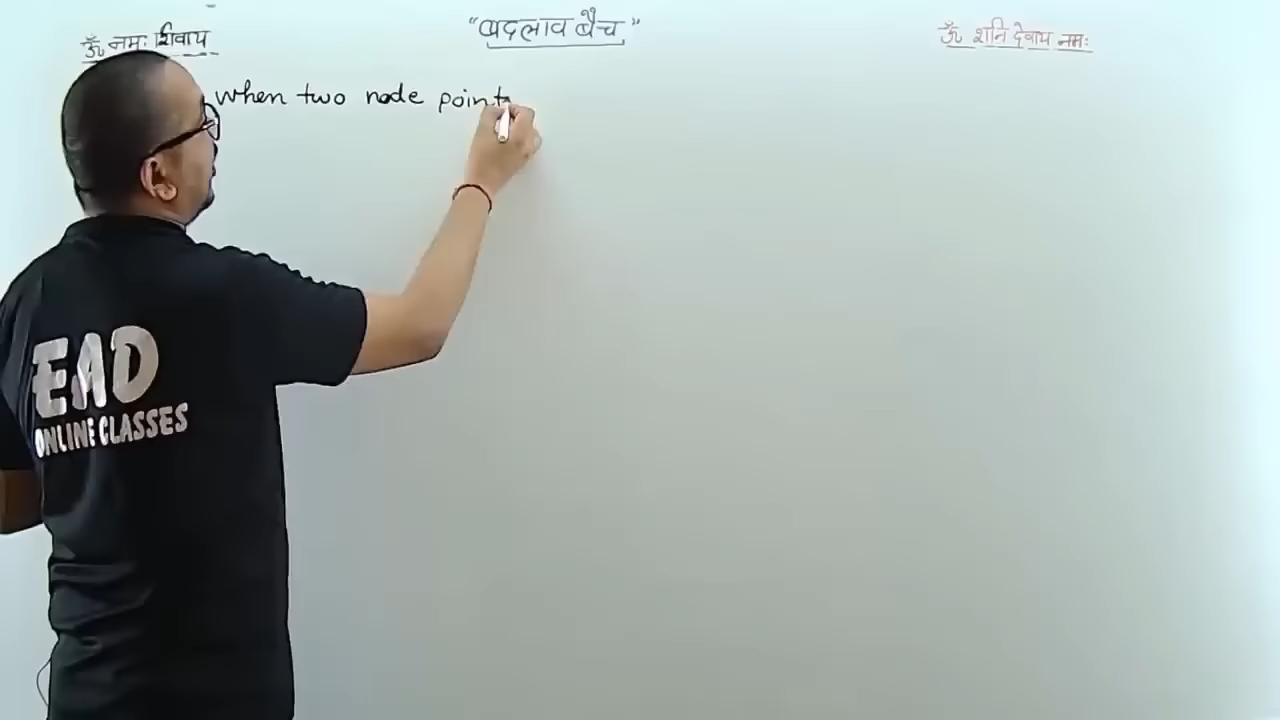 ॐ नमः शिवाय
"बदलाव बैच"
ॐ शनि देवाय नमः
when two node point
EAD
ONLINE CLASSES